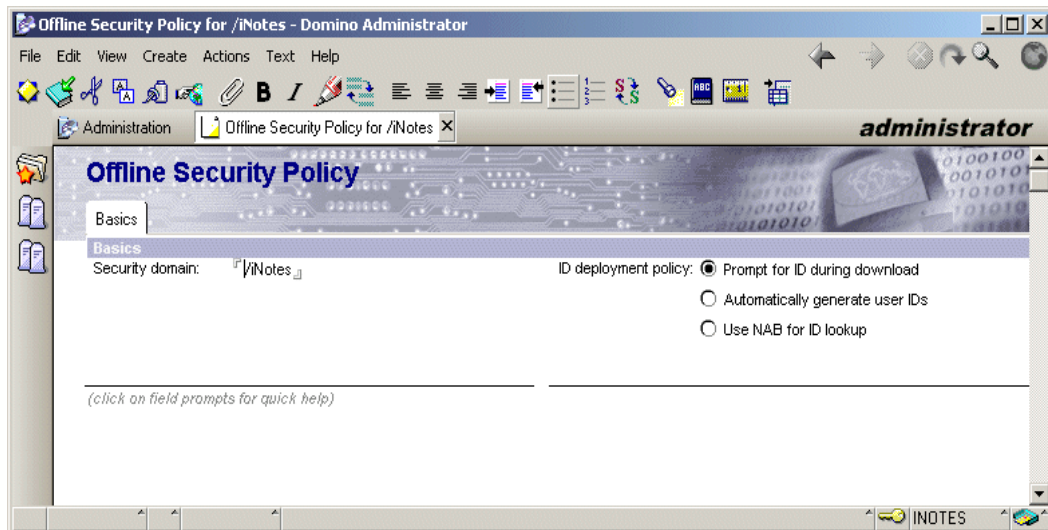 Offline Security Policy for /iNotes - Domino Administrator
File Edit View Create Actions Text Help
Administration Offline Security Policy for /iNotes
administrator
Offline Security Policy
Basics
Basics
Security domain: /iNotes
ID deployment policy: Prompt for ID during download
Automatically generate user IDs
Use NAB for ID lookup
(click on field prompts for quick help)
INOTES